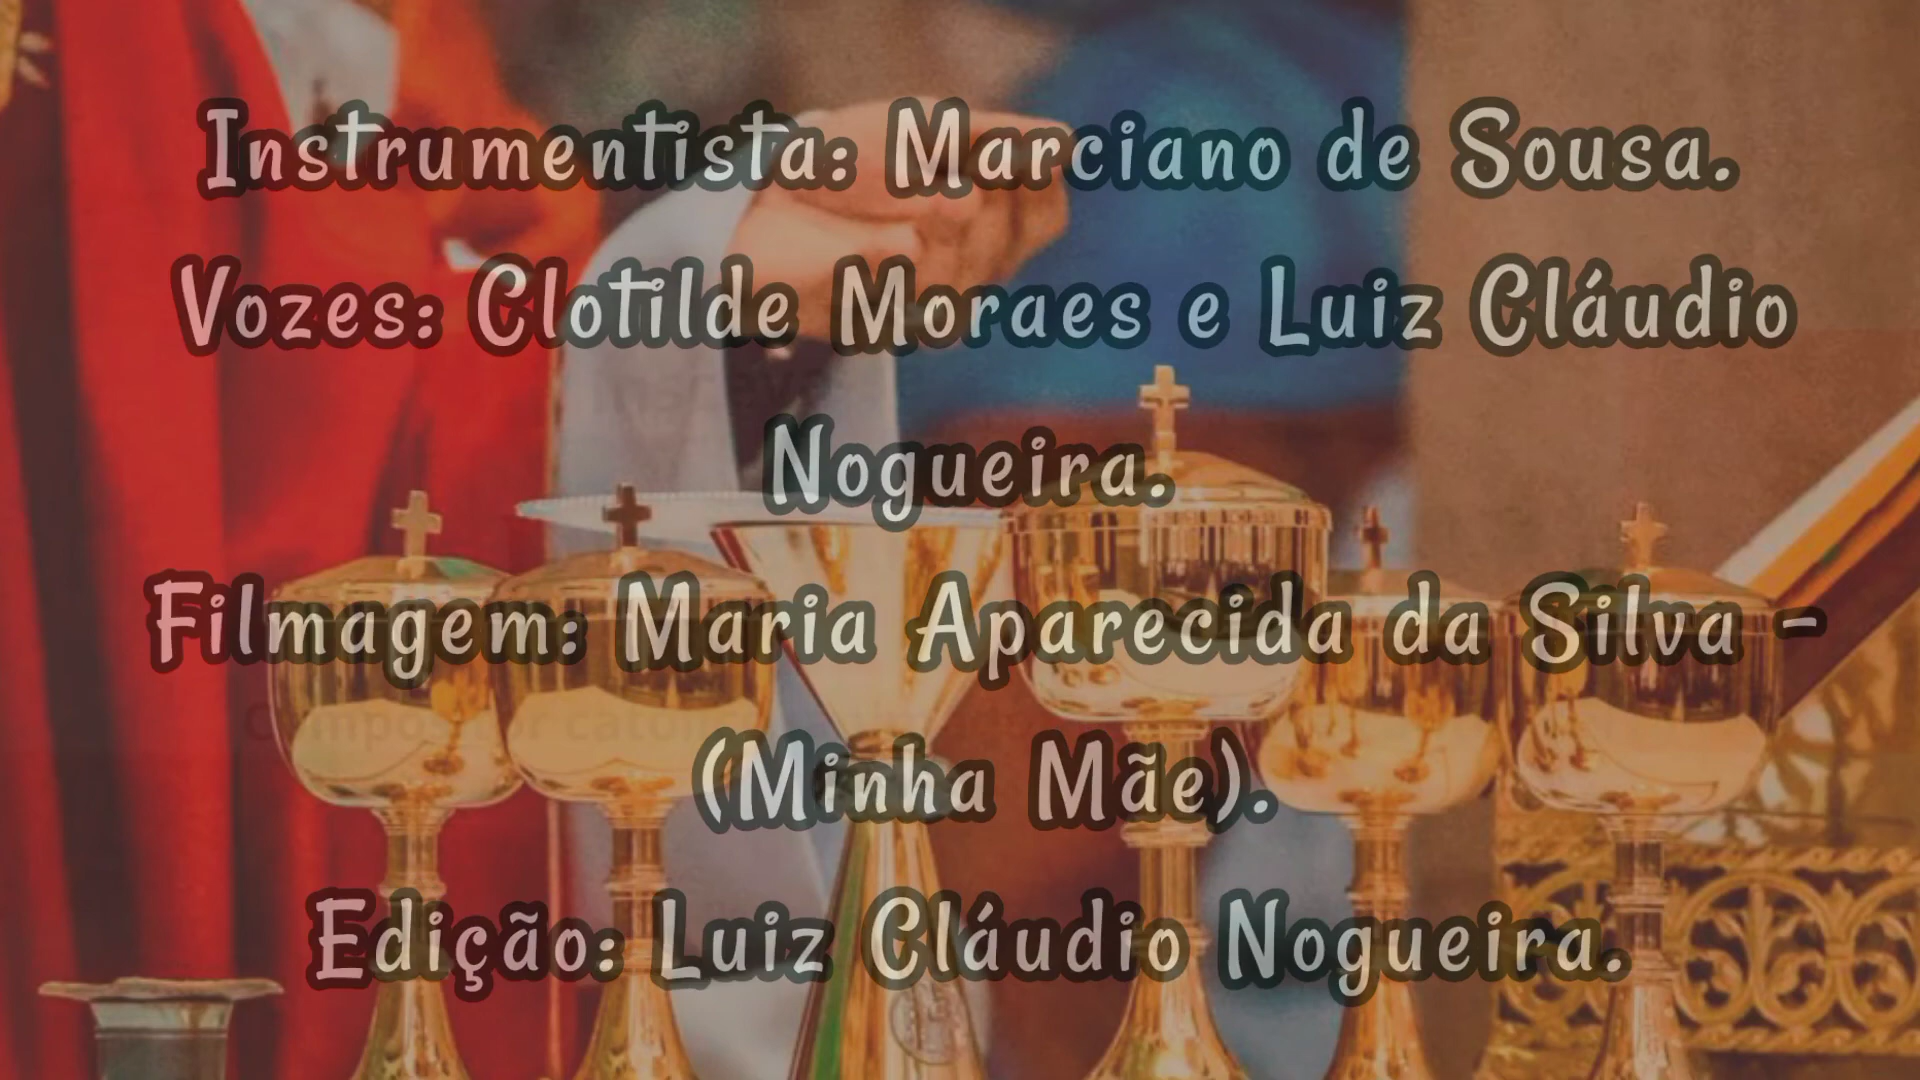 Instrumentista: Marciano de Sousa.
Vozes: Clotilde Moraes e Luiz Cláudio
Nogueira.
Filmagem: Maria Aparecida da Silva -
(Minha Mãe).
Edição: Luiz Cláudio Nogueira.